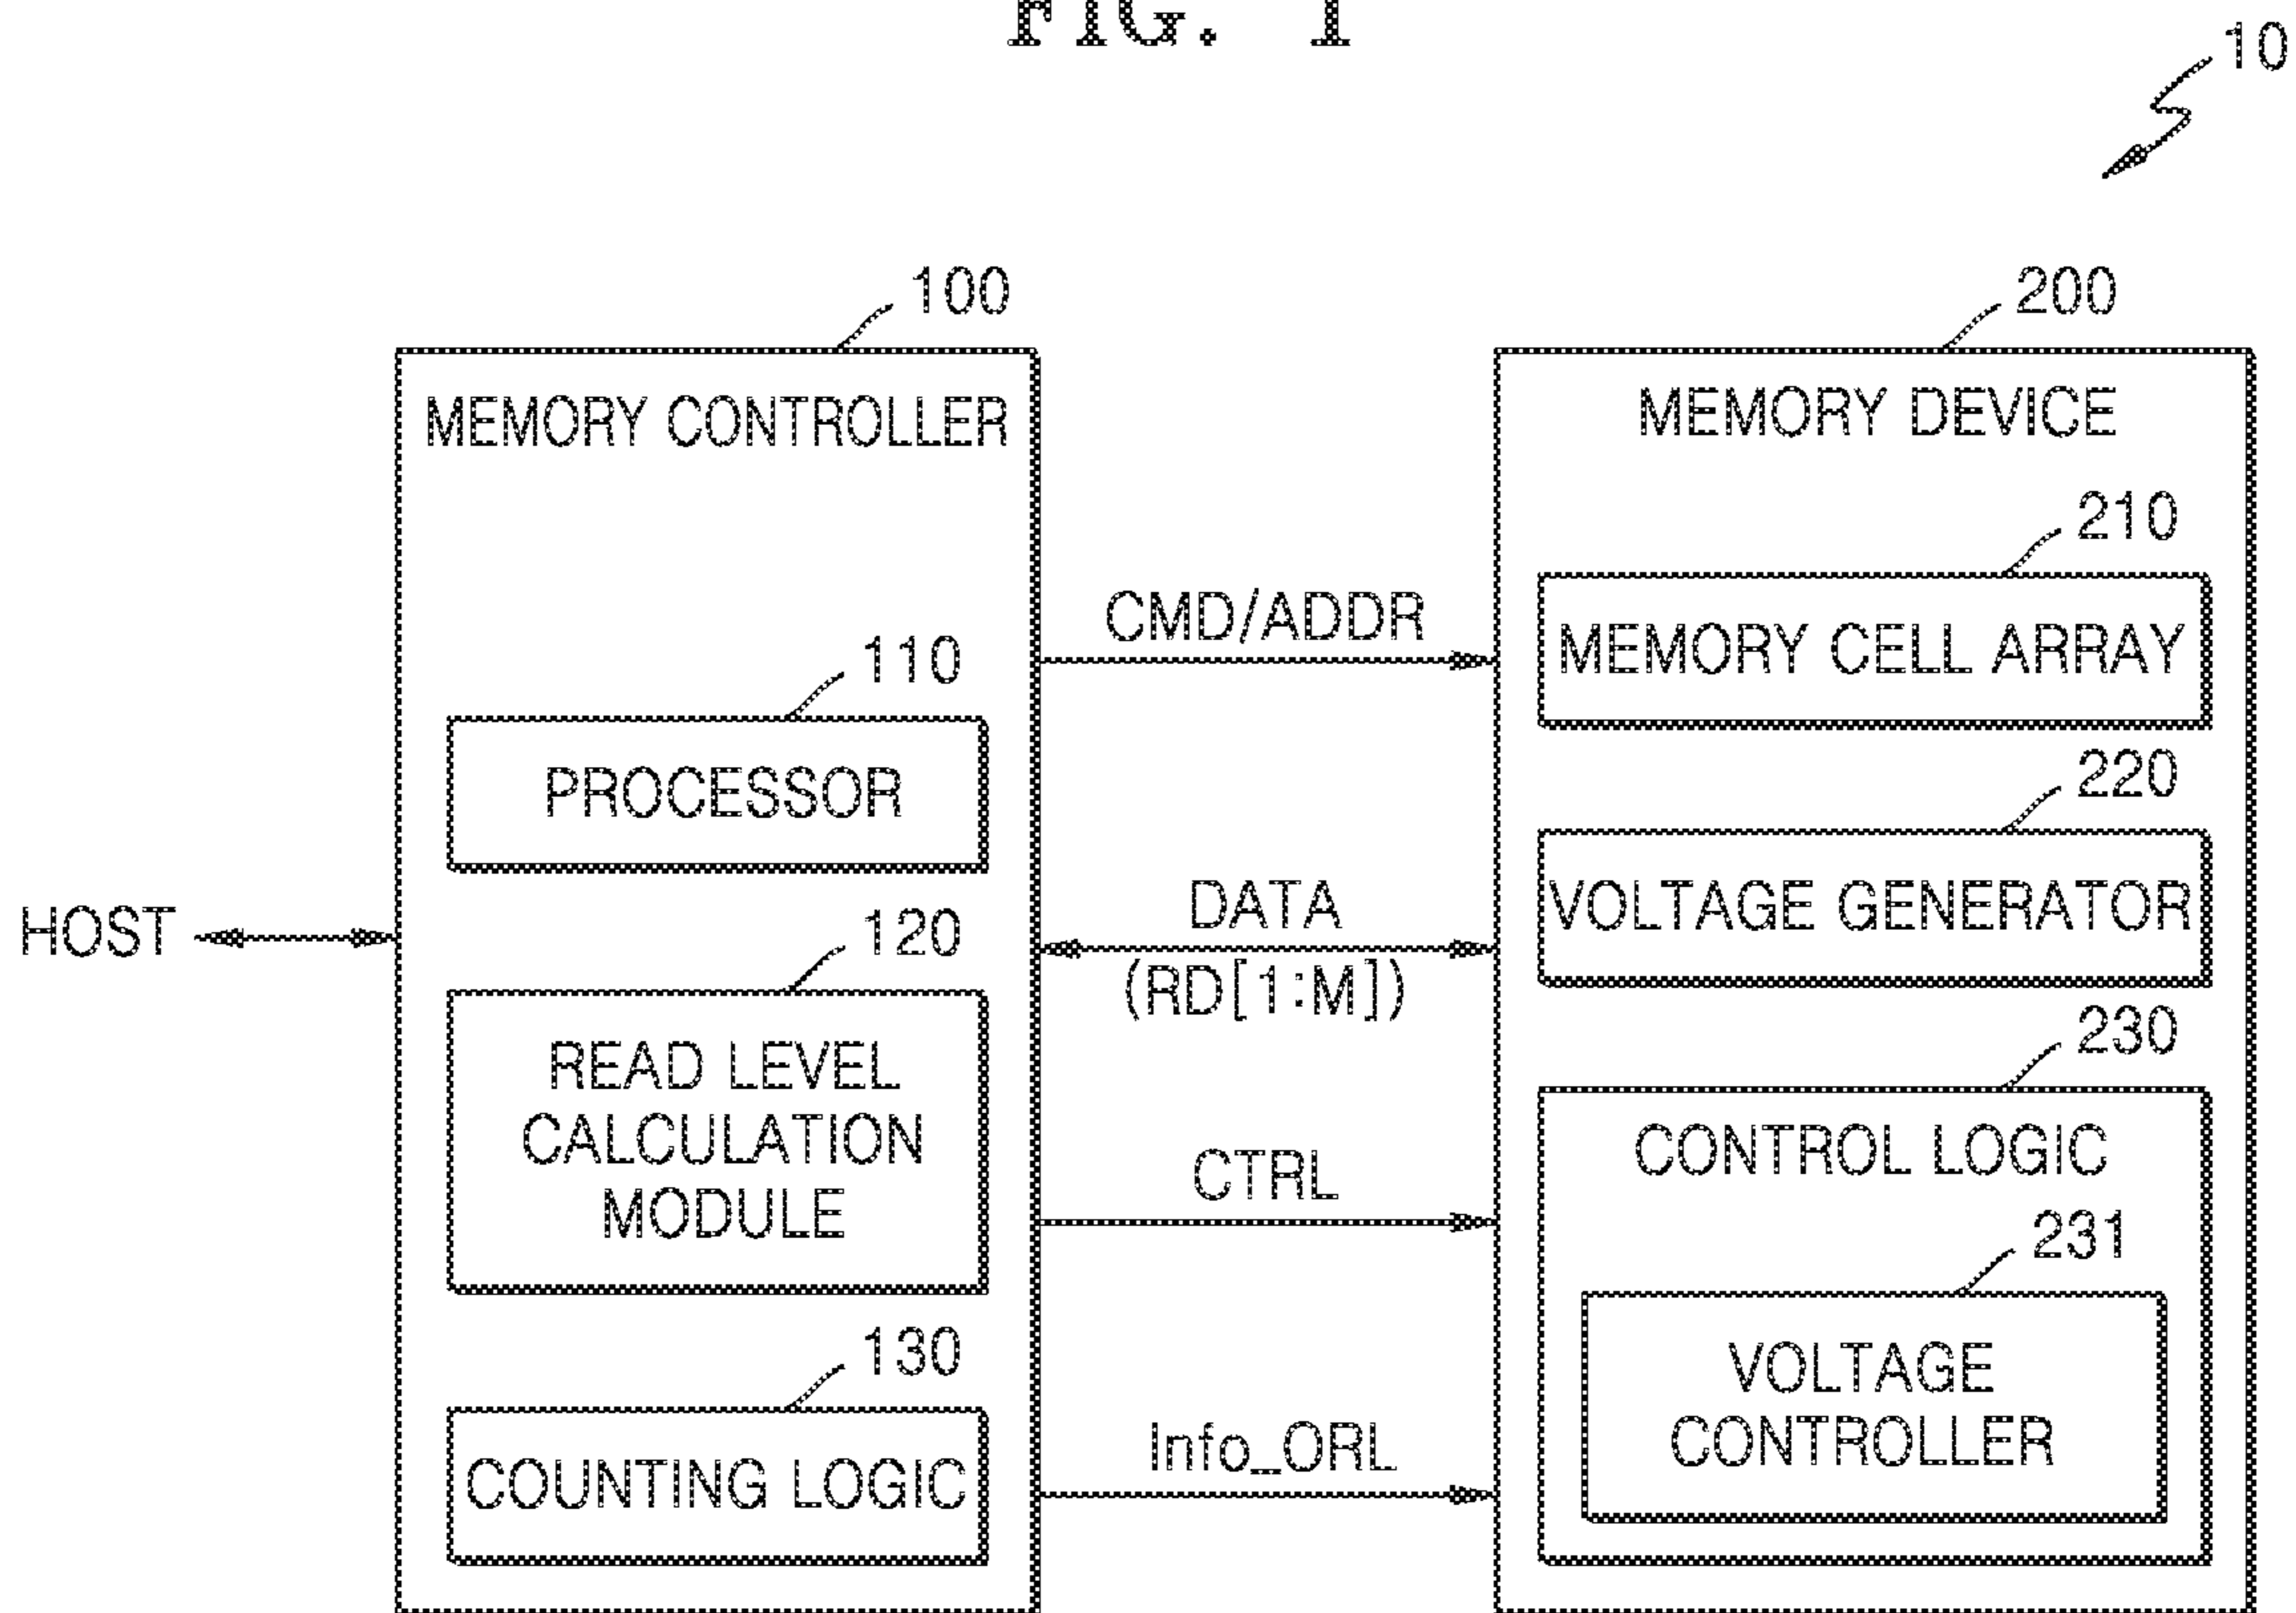 FIG. 1
10
100
200
MEMORY CONTROLLER
MEMORY DEVICE
210
CMD/ADDR
MEMORY CELL ARRAY
110
PROCESSOR
220
VOLTAGE GENERATOR
HOST
DATA
(RD[1:M])
120
READ LEVEL
CALCULATION
MODULE
230
CONTROL LOGIC
CTRL
231
VOLTAGE
CONTROLLER
130
COUNTING LOGIC
Info_ORL